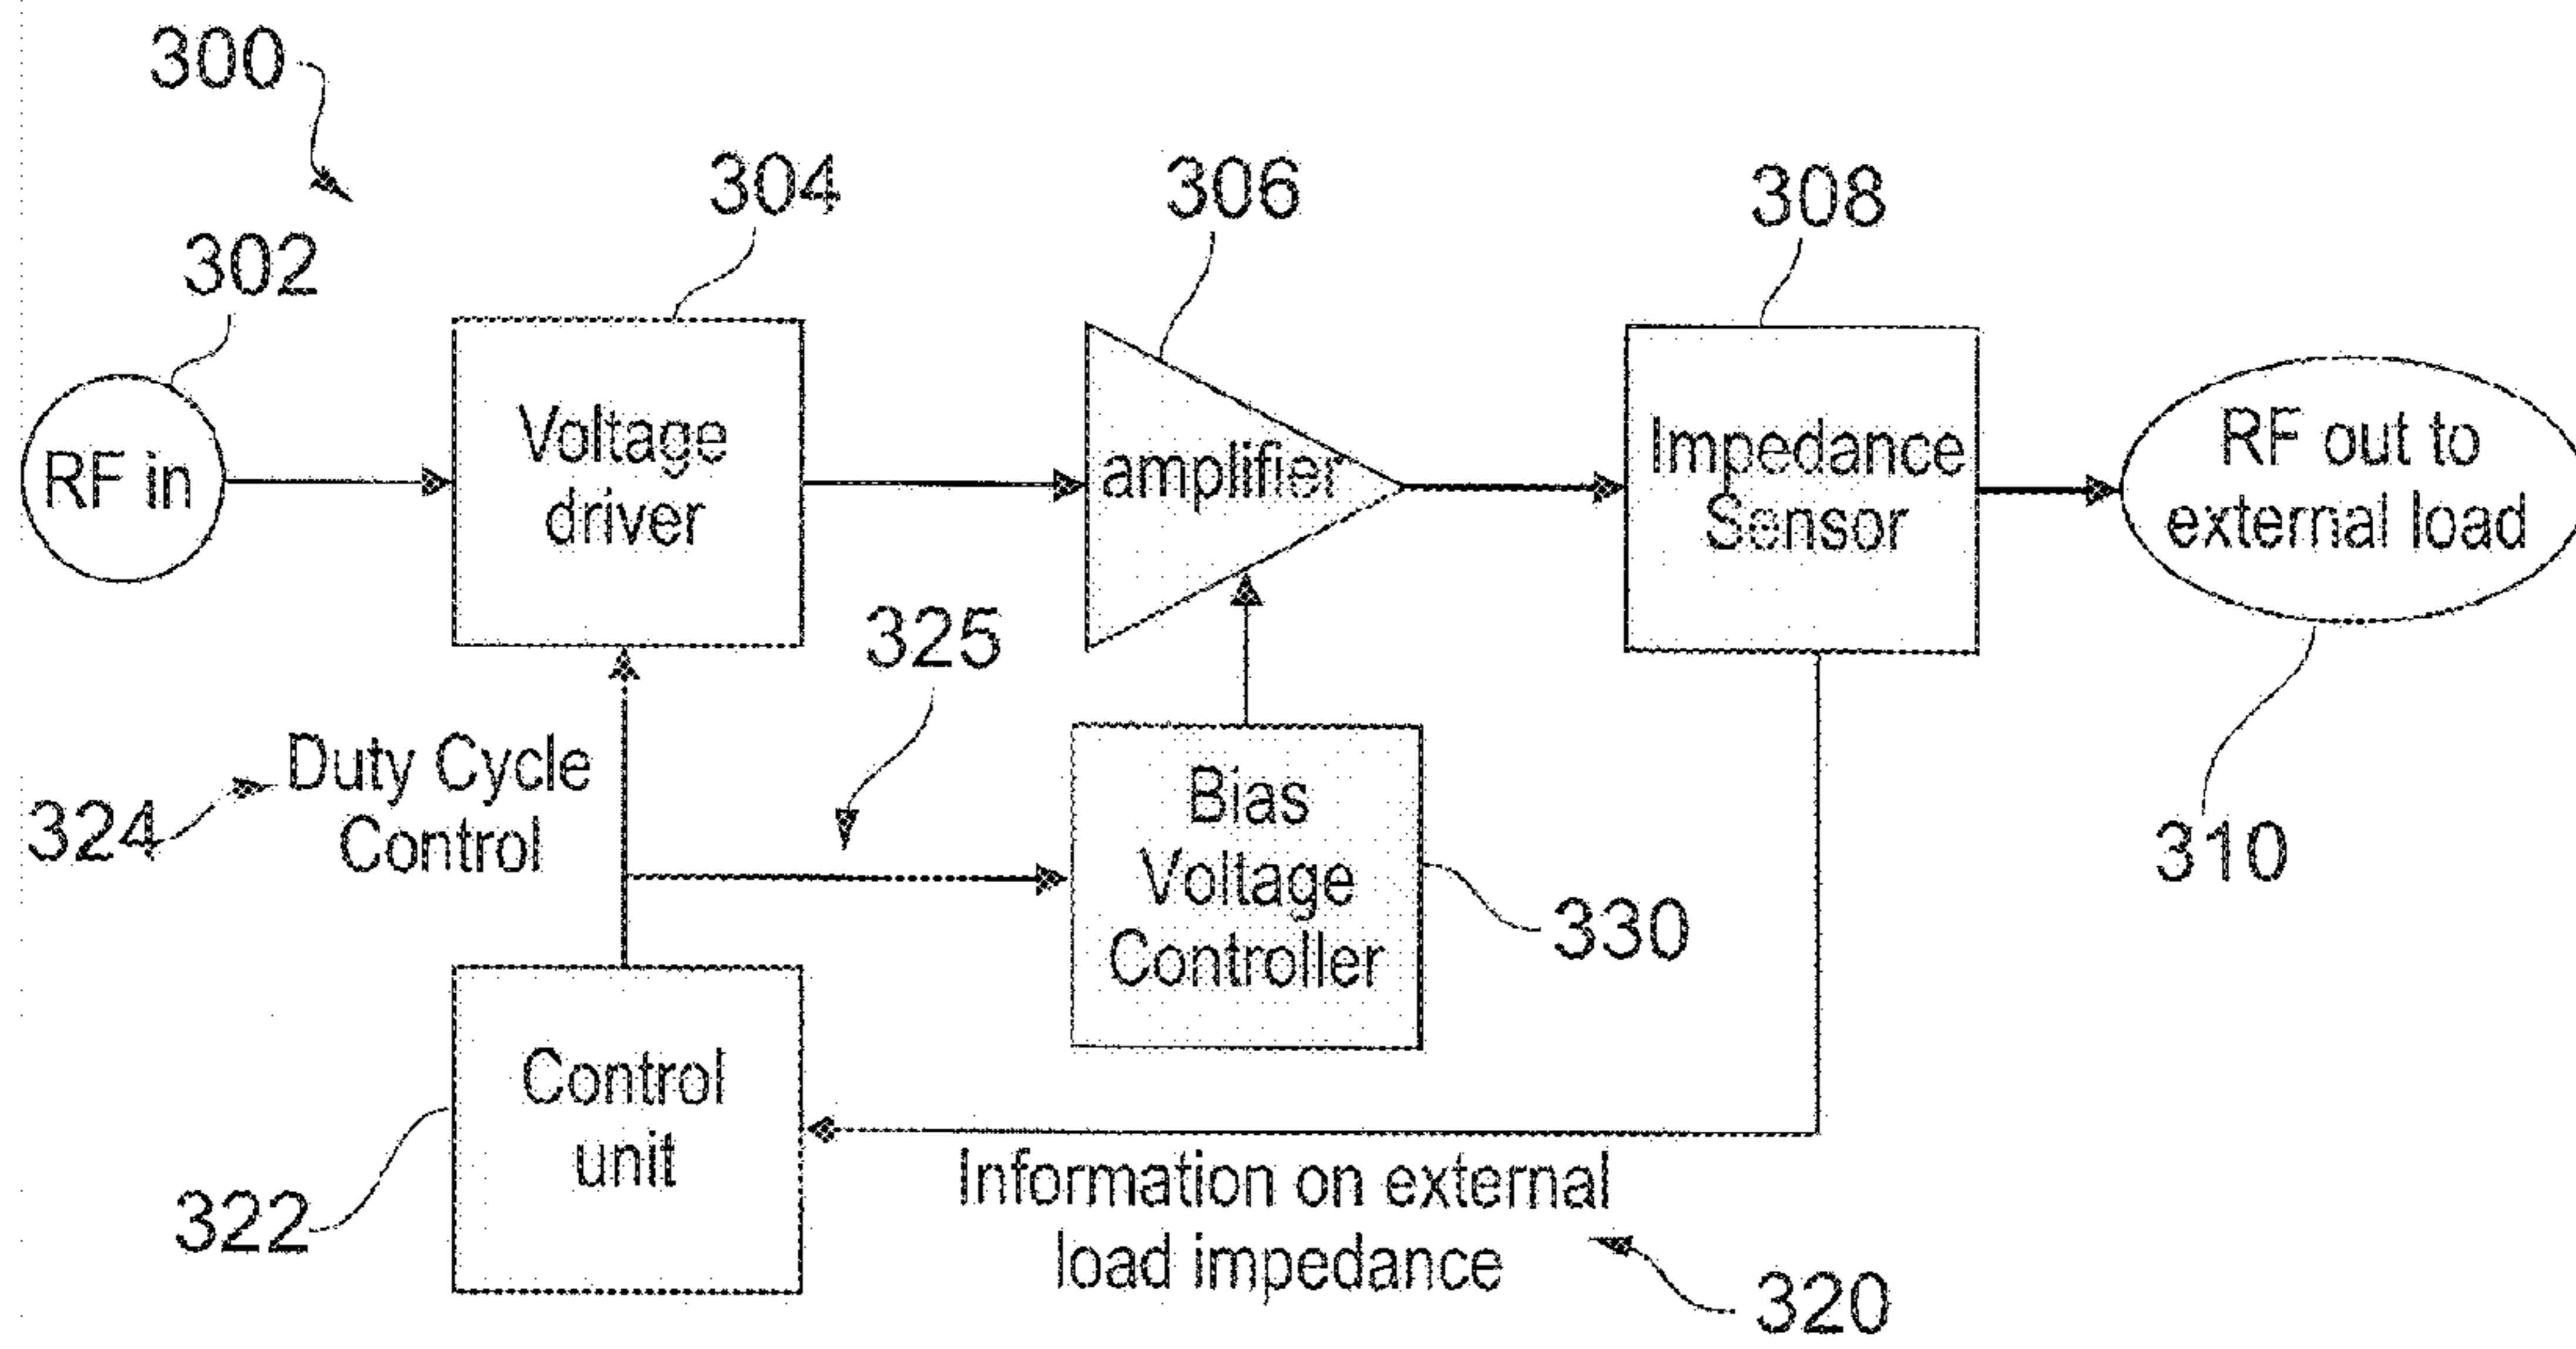 300
302
304
306
308
RF in
Voltage
driver
amplifier
Impedance
Sensor
RF out to
external load
310
325
324
Duty Cycle
Control
Bias
Voltage
Controller
330
Control
unit
322
Information on external
load impedance
320